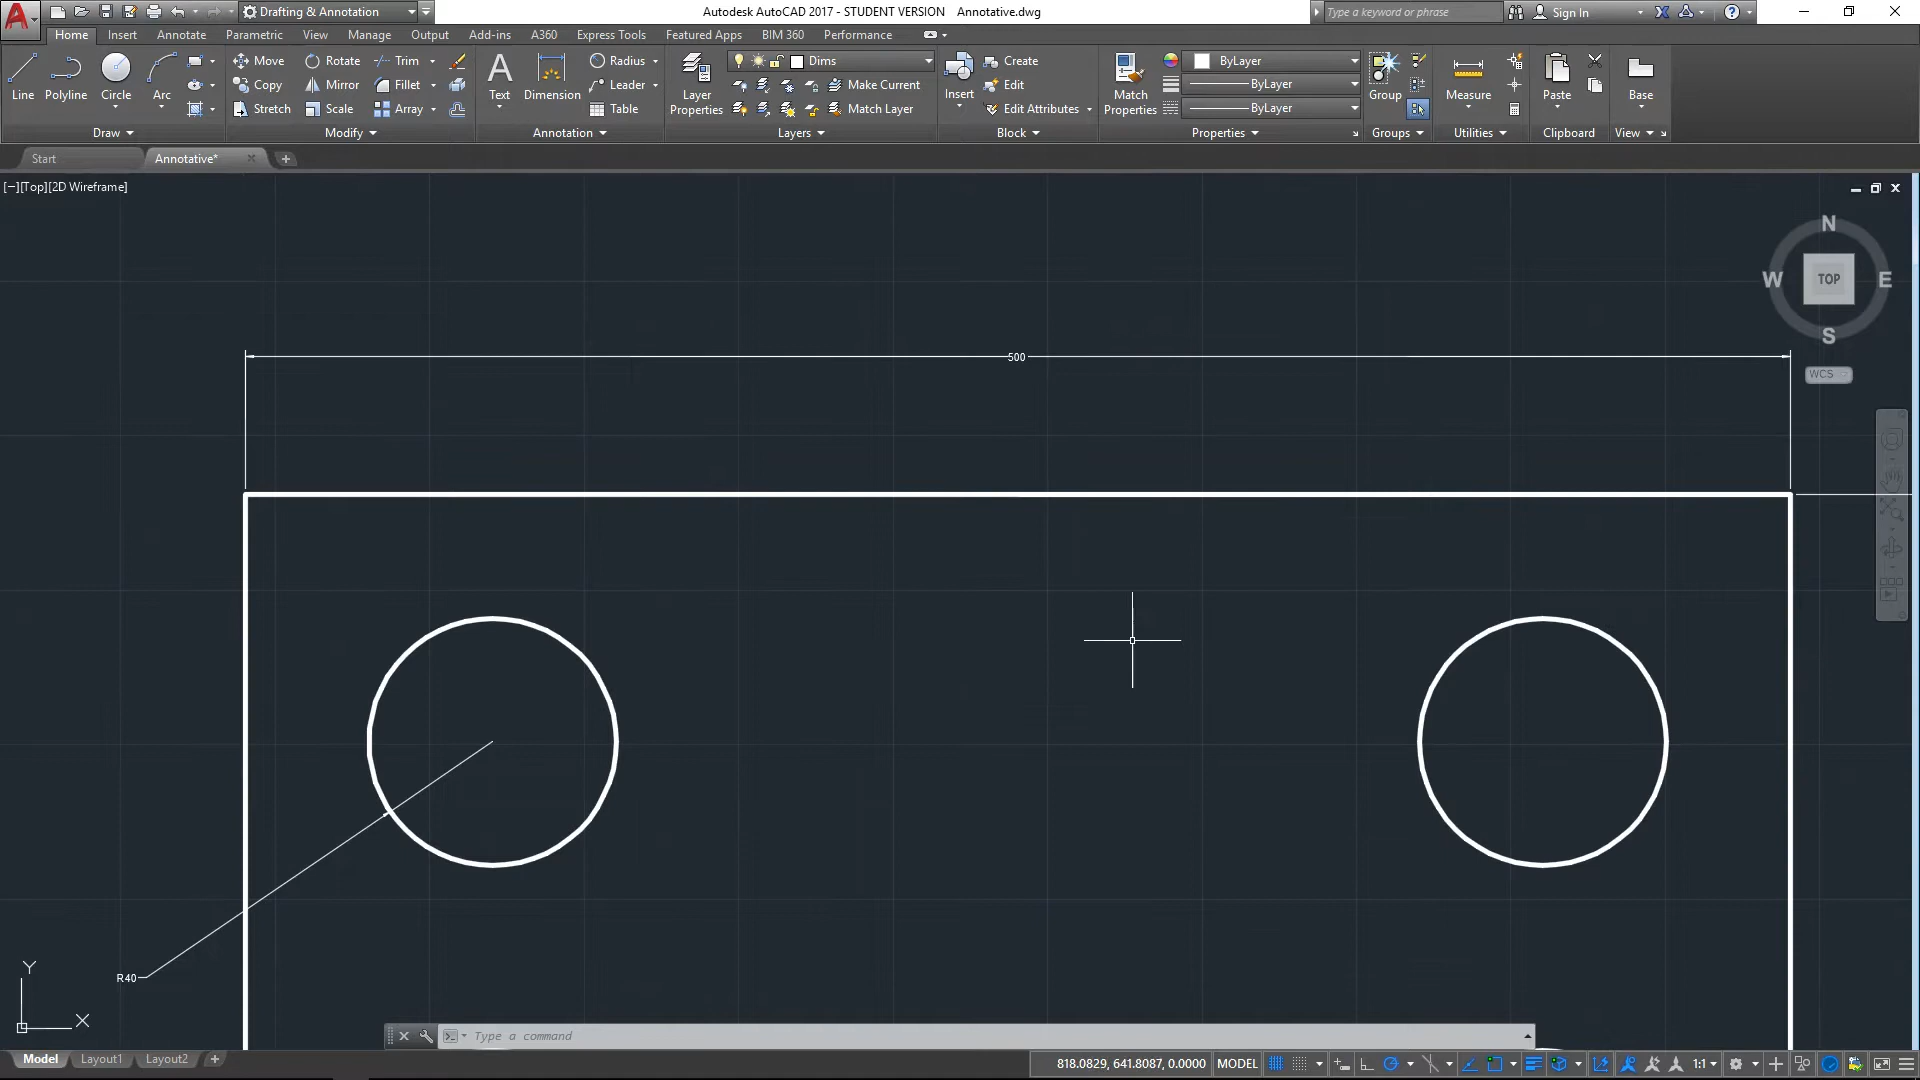 A Drafting & Annotation Autodesk AutoCAD 2017 - STUDENT VERSION Annotative.dwg Type a keyword or phrase Sign In ?
Home Insert Annotate Parametric View Manage Output Add-ins A360 Express Tools Featured Apps BIM 360 Performance
Line Polyline Circle Arc
Move Rotate Trim
Copy Mirror Fillet
Stretch Scale Array
A Text Dimension
Radius
Leader
Table
Layer Properties
Dims
Make Current
Match Layer
Insert
Create
Edit
Edit Attributes
Match Properties
ByLayer
ByLayer
ByLayer
Group Measure Paste Base
Draw Modify Annotation Layers Block Properties Groups Utilities Clipboard View
Start Annotative* +
[−][Top][2D Wireframe]
N
W TOP E
S
WCS
500
R40
Y
X
Type a command
Model Layout1 Layout2 +
818.0829, 641.8087, 0.0000 MODEL 1:1